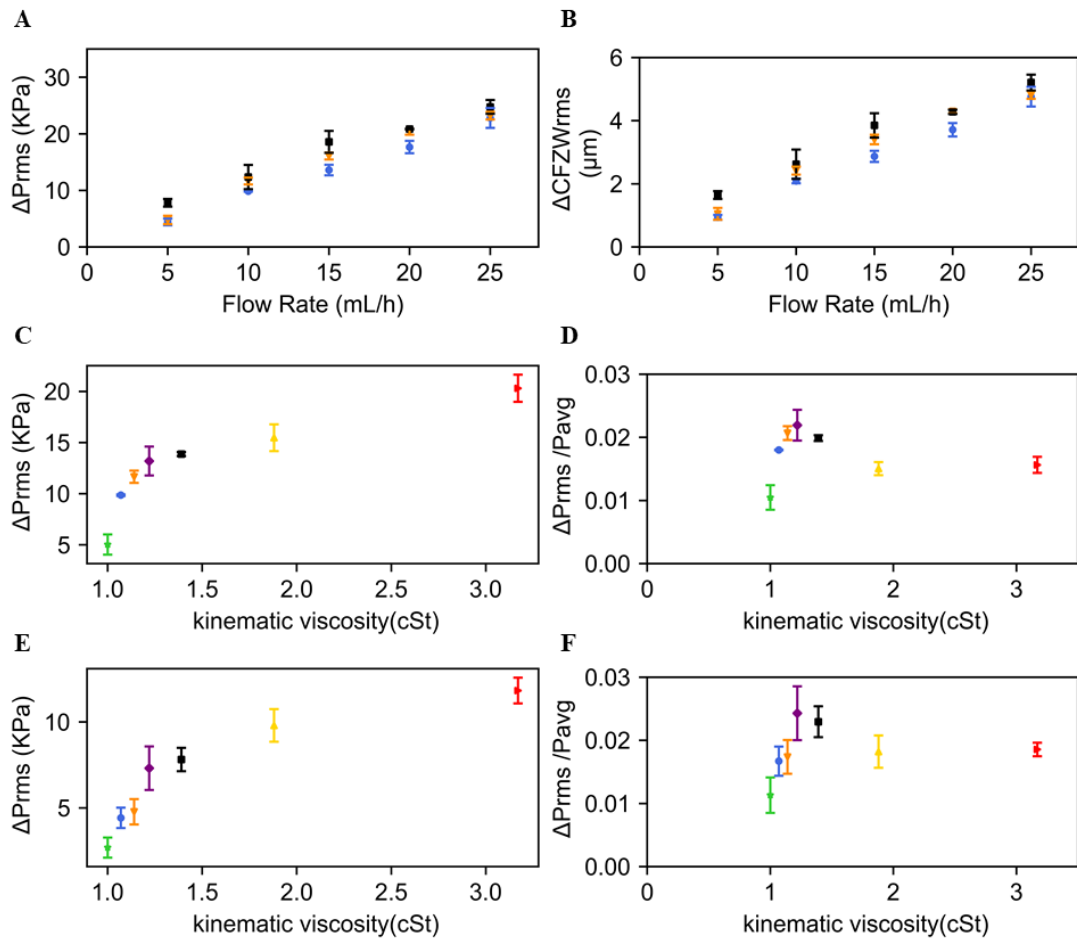 A
B
ΔPrms (KPa)
30
20
10
0
0 5 10 15 20 25
Flow Rate (mL/h)
ΔCFZWrms
(μm)
6
4
2
0
0 5 10 15 20 25
Flow Rate (mL/h)
C
D
ΔPrms (KPa)
20
15
10
5
1.0 1.5 2.0 2.5 3.0
kinematic viscosity(cSt)
ΔPrms /Pavg
0.03
0.02
0.01
0.00
0 1 2 3
kinematic viscosity(cSt)
E
F
ΔPrms (KPa)
10
5
1.0 1.5 2.0 2.5 3.0
kinematic viscosity(cSt)
ΔPrms /Pavg
0.03
0.02
0.01
0.00
0 1 2 3
kinematic viscosity(cSt)